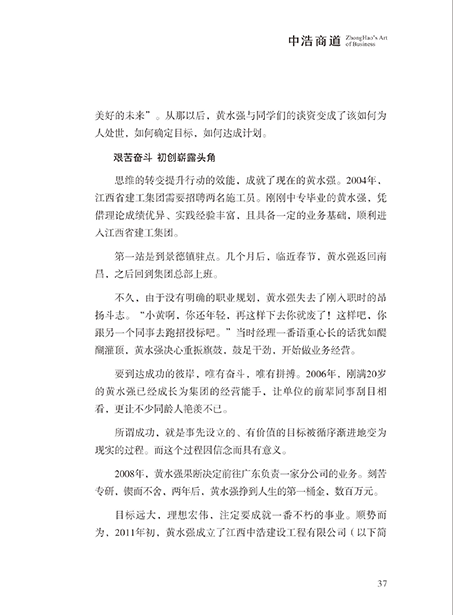 中浩商道 ZhongHao's Art
of Business
美好的未来”。从那以后，黄水强与同学们的谈资变成了该如何为
人处世，如何确定目标，如何达成计划。
艰苦奋斗 初创崭露头角
思维的转变提升行动的效能，成就了现在的黄水强。2004年，
江西省建工集团需要招聘两名施工员。刚刚中专毕业的黄水强，凭
借理论成绩优异、实践经验丰富，且具备一定的业务基础，顺利进
入江西省建工集团。
第一站是到景德镇驻点。几个月后，临近春节，黄水强返回南
昌，之后回到集团总部上班。
不久，由于没有明确的职业规划，黄水强失去了刚入职时的昂
扬斗志。“小黄啊，你还年轻，再这样下去你就废了！这样吧，你
跟另一个同事去跑招投标吧。”当时经理一番语重心长的话犹如醍
醐灌顶，黄水强决心重振旗鼓，鼓足干劲，开始做业务经营。
要到达成功的彼岸，唯有奋斗，唯有拼搏。2006年，刚满20岁
的黄水强已经成长为集团的经营能手，让单位的前辈同事刮目相
看，更让不少同龄人艳羡不已。
所谓成功，就是事先设立的、有价值的目标被循序渐进地变为
现实的过程。而这个过程因信念而具有意义。
2008年，黄水强果断决定前往广东负责一家分公司的业务。刻苦
专研，锲而不舍，两年后，黄水强挣到人生的第一桶金，数百万元。
目标远大，理想宏伟，注定要成就一番不朽的事业。顺势而
为，2011年初，黄水强成立了江西中浩建设工程有限公司（以下简
37